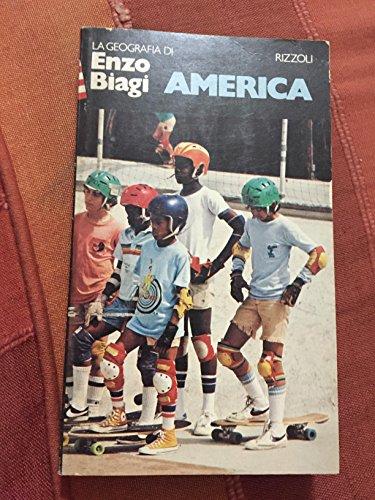 LA GEOGRAFIA DI
Enzo
Biagi
AMERICA
RIZZOLI